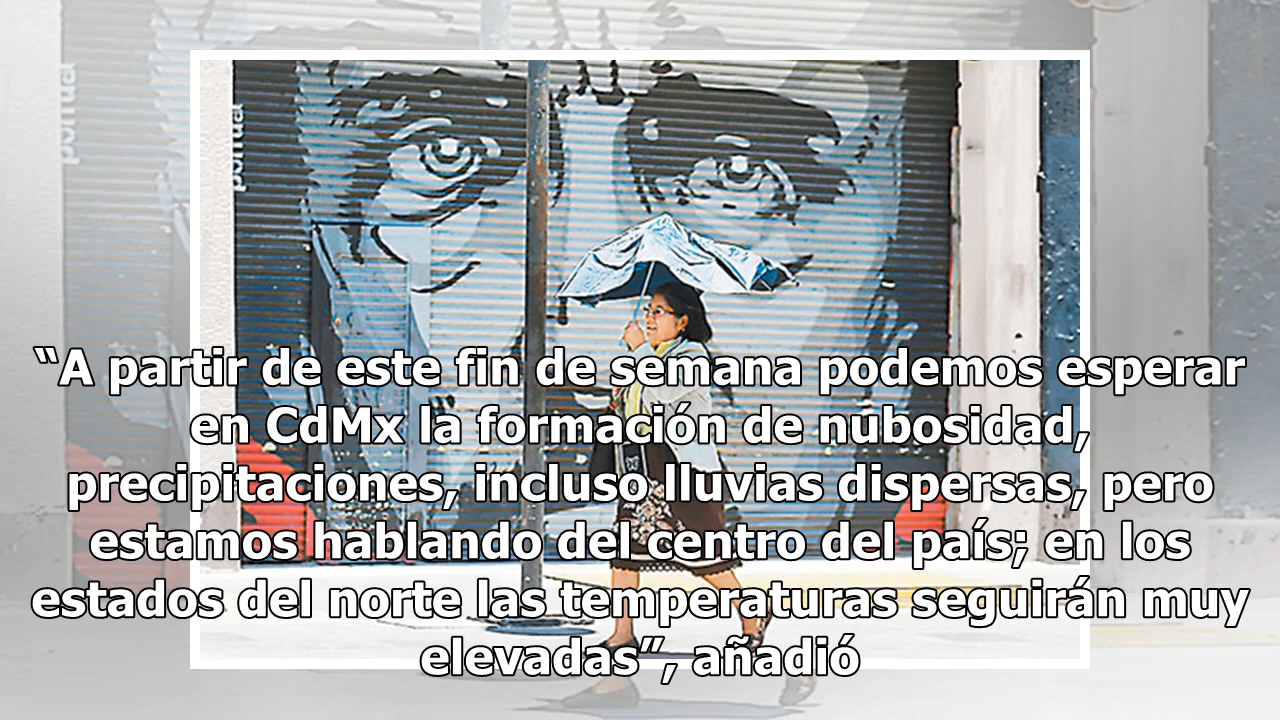 “A partir de este fin de semana podemos esperar
en CdMx la formación de nubosidad,
precipitaciones, incluso lluvias dispersas, pero
estamos hablando del centro del país; en los
estados del norte las temperaturas seguirán muy
elevadas”, añadió